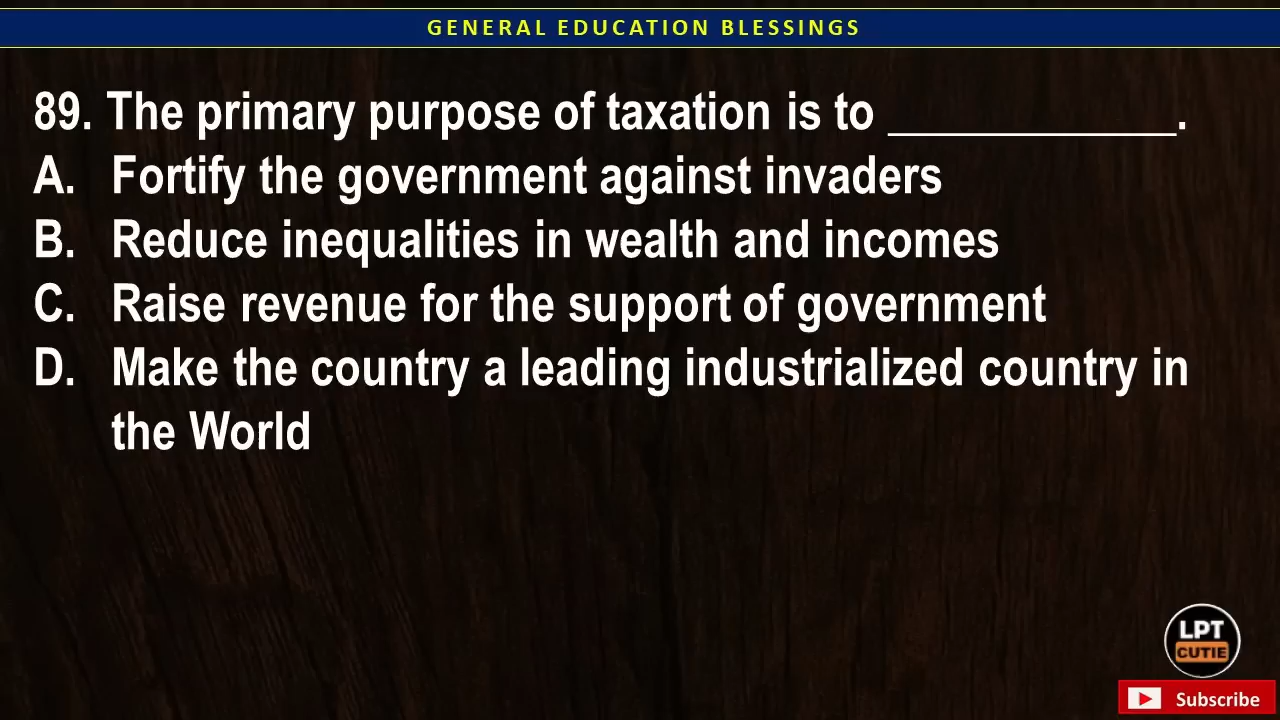 GENERAL EDUCATION BLESSINGS
89. The primary purpose of taxation is to _____________.
A. Fortify the government against invaders
B. Reduce inequalities in wealth and incomes
C. Raise revenue for the support of government
D. Make the country a leading industrialized country in
the World
LPT
CUTIE
Subscribe